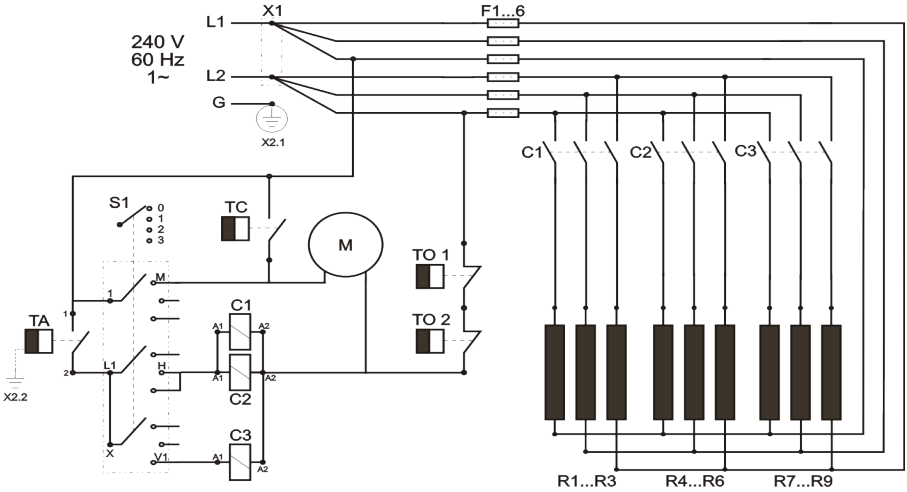 X1 F1...6
L1
240 V
60 Hz
1~
L2
G
X2.1
C1 C2 C3
S1
0
1
2
3
TC
M
TO 1
TO 2
M
1
TA
1
2
X2.2
L1
H
X
V1
C1
A1 A2
A1 A2
C2
C3
A1
A2
R1...R3 R4...R6 R7...R9